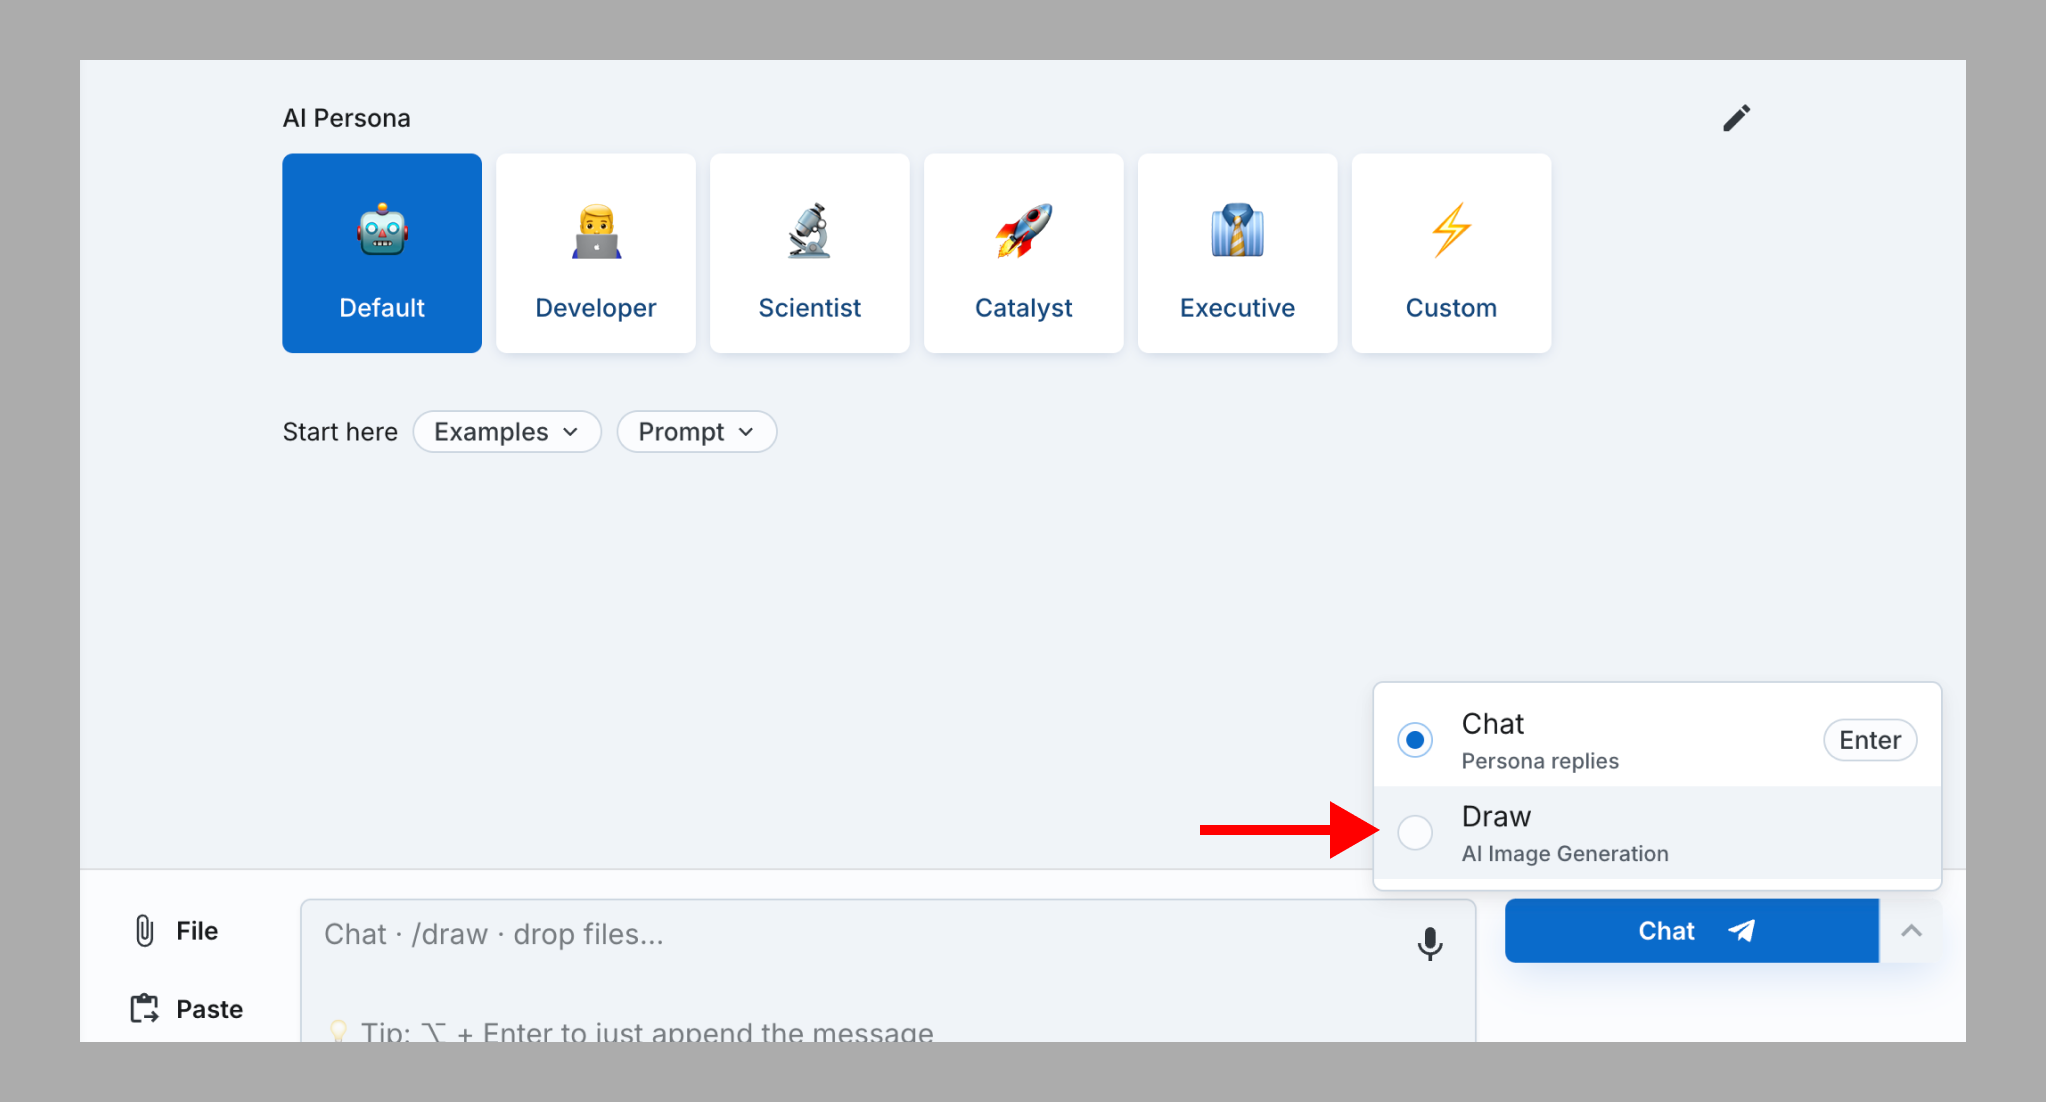 AI Persona
Default
Developer
Scientist
Catalyst
Executive
Custom
Start here
Examples
Prompt
Chat
Persona replies
Enter
Draw
AI Image Generation
File
Chat · /draw · drop files...
Chat
Paste
Tip: ⌥ + Enter to just append the message